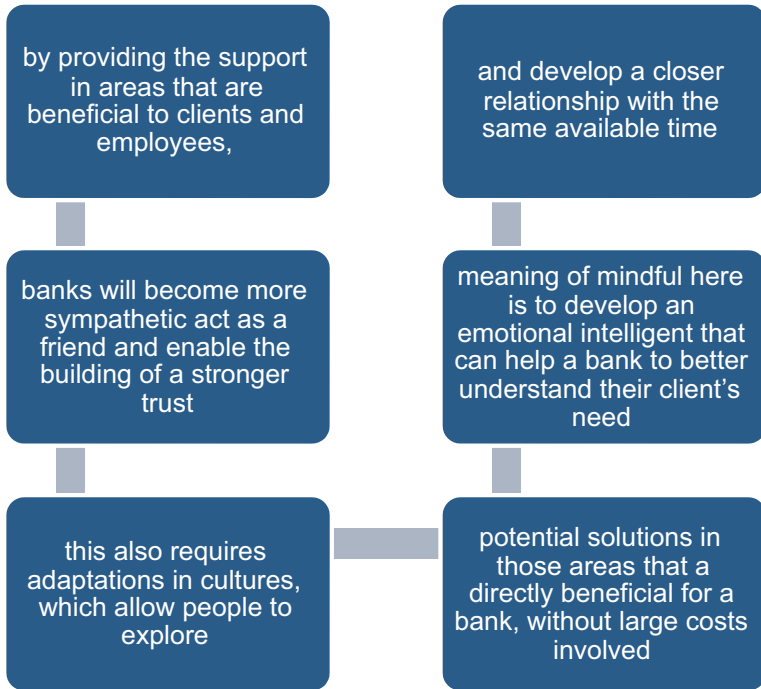 by providing the support
in areas that are
beneficial to clients and
employees,
banks will become more
sympathetic act as a
friend and enable the
building of a stronger
trust
this also requires
adaptations in cultures,
which allow people to
explore
potential solutions in
those areas that a
directly beneficial for a
bank, without large costs
involved
meaning of mindful here
is to develop an
emotional intelligent that
can help a bank to better
understand their client’s
need
and develop a closer
relationship with the
same available time